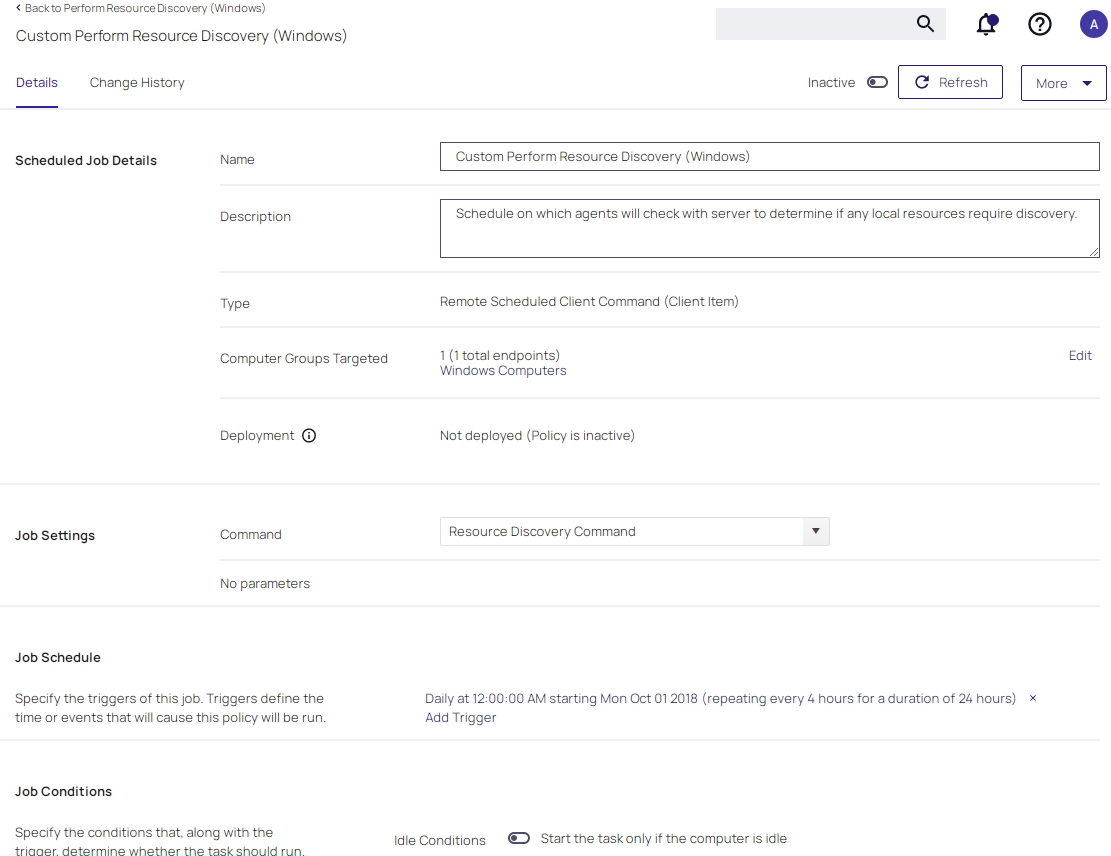 Back to Perform Resource Discovery (Windows)
Custom Perform Resource Discovery (Windows)
A
Details
Change History
Inactive
Refresh
More
Scheduled Job Details
Name
Custom Perform Resource Discovery (Windows)
Description
Schedule on which agents will check with server to determine if any local resources require discovery.
Type
Remote Scheduled Client Command (Client Item)
Computer Groups Targeted
1 (1 total endpoints)
Edit
Windows Computers
Deployment
Not deployed (Policy is inactive)
Job Settings
Command
Resource Discovery Command
No parameters
Job Schedule
Specify the triggers of this job. Triggers define the
time or events that will cause this policy will be run.
Daily at 12:00:00 AM starting Mon Oct 01 2018 (repeating every 4 hours for a duration of 24 hours) ×
Add Trigger
Job Conditions
Specify the conditions that, along with the
trigger, determine whether the task should run.
Idle Conditions
Start the task only if the computer is idle